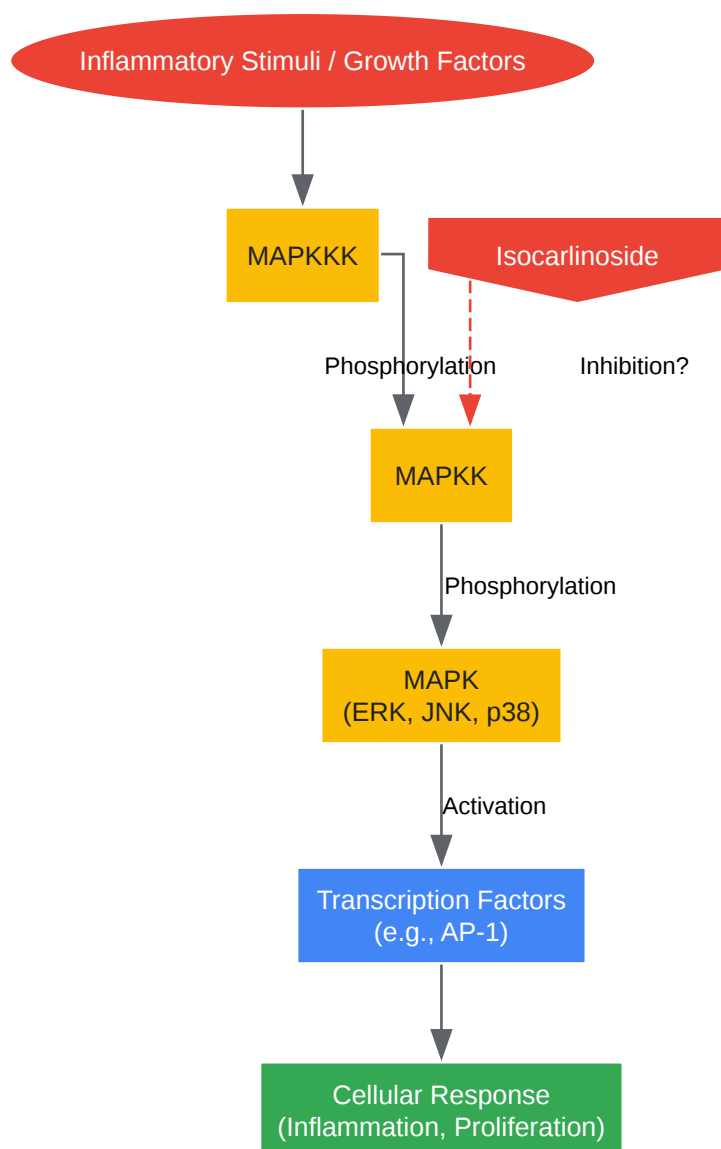 Inflammatory Stimuli / Growth Factors
MAPKKK
Isocarlinoside
Phosphorylation
Inhibition?
MAPKK
Phosphorylation
MAPK
(ERK, JNK, p38)
Activation
Transcription Factors
(e.g., AP-1)
Cellular Response
(Inflammation, Proliferation)